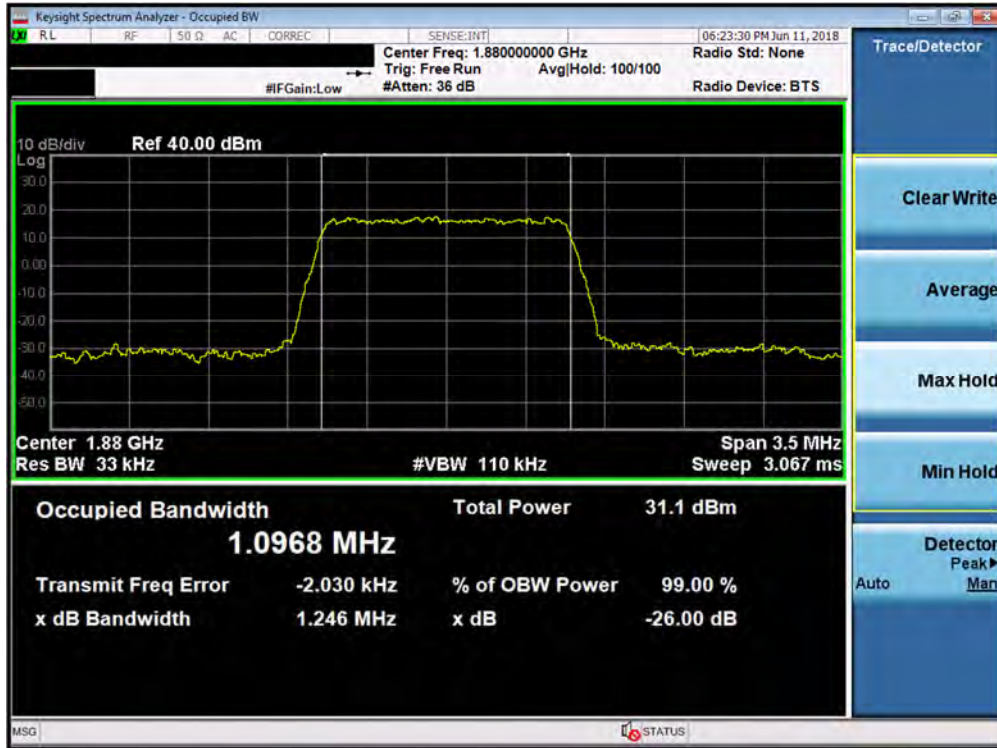 Keysight Spectrum Analyzer - Occupied BW
RL RF 50 Ω AC CORREC SENSE:INT 06:23:30 PM Jun 11, 2018
Center Freq: 1.880000000 GHz Radio Std: None
Trig: Free Run Avg|Hold: 100/100
#IFGain:Low #Atten: 36 dB Radio Device: BTS
10 dB/div Ref 40.00 dBm
Log
30.0
20.0
10.0
0.00
-10.0
-20.0
-30.0
-40.0
-50.0
Center 1.88 GHz Span 3.5 MHz
Res BW 33 kHz #VBW 110 kHz Sweep 3.067 ms
Occupied Bandwidth Total Power 31.1 dBm
1.0968 MHz
Transmit Freq Error -2.030 kHz % of OBW Power 99.00 %
x dB Bandwidth 1.246 MHz x dB -26.00 dB
MSG STATUS
Trace/Detector
Clear Write
Average
Max Hold
Min Hold
Detector
Peak▶
Auto Man